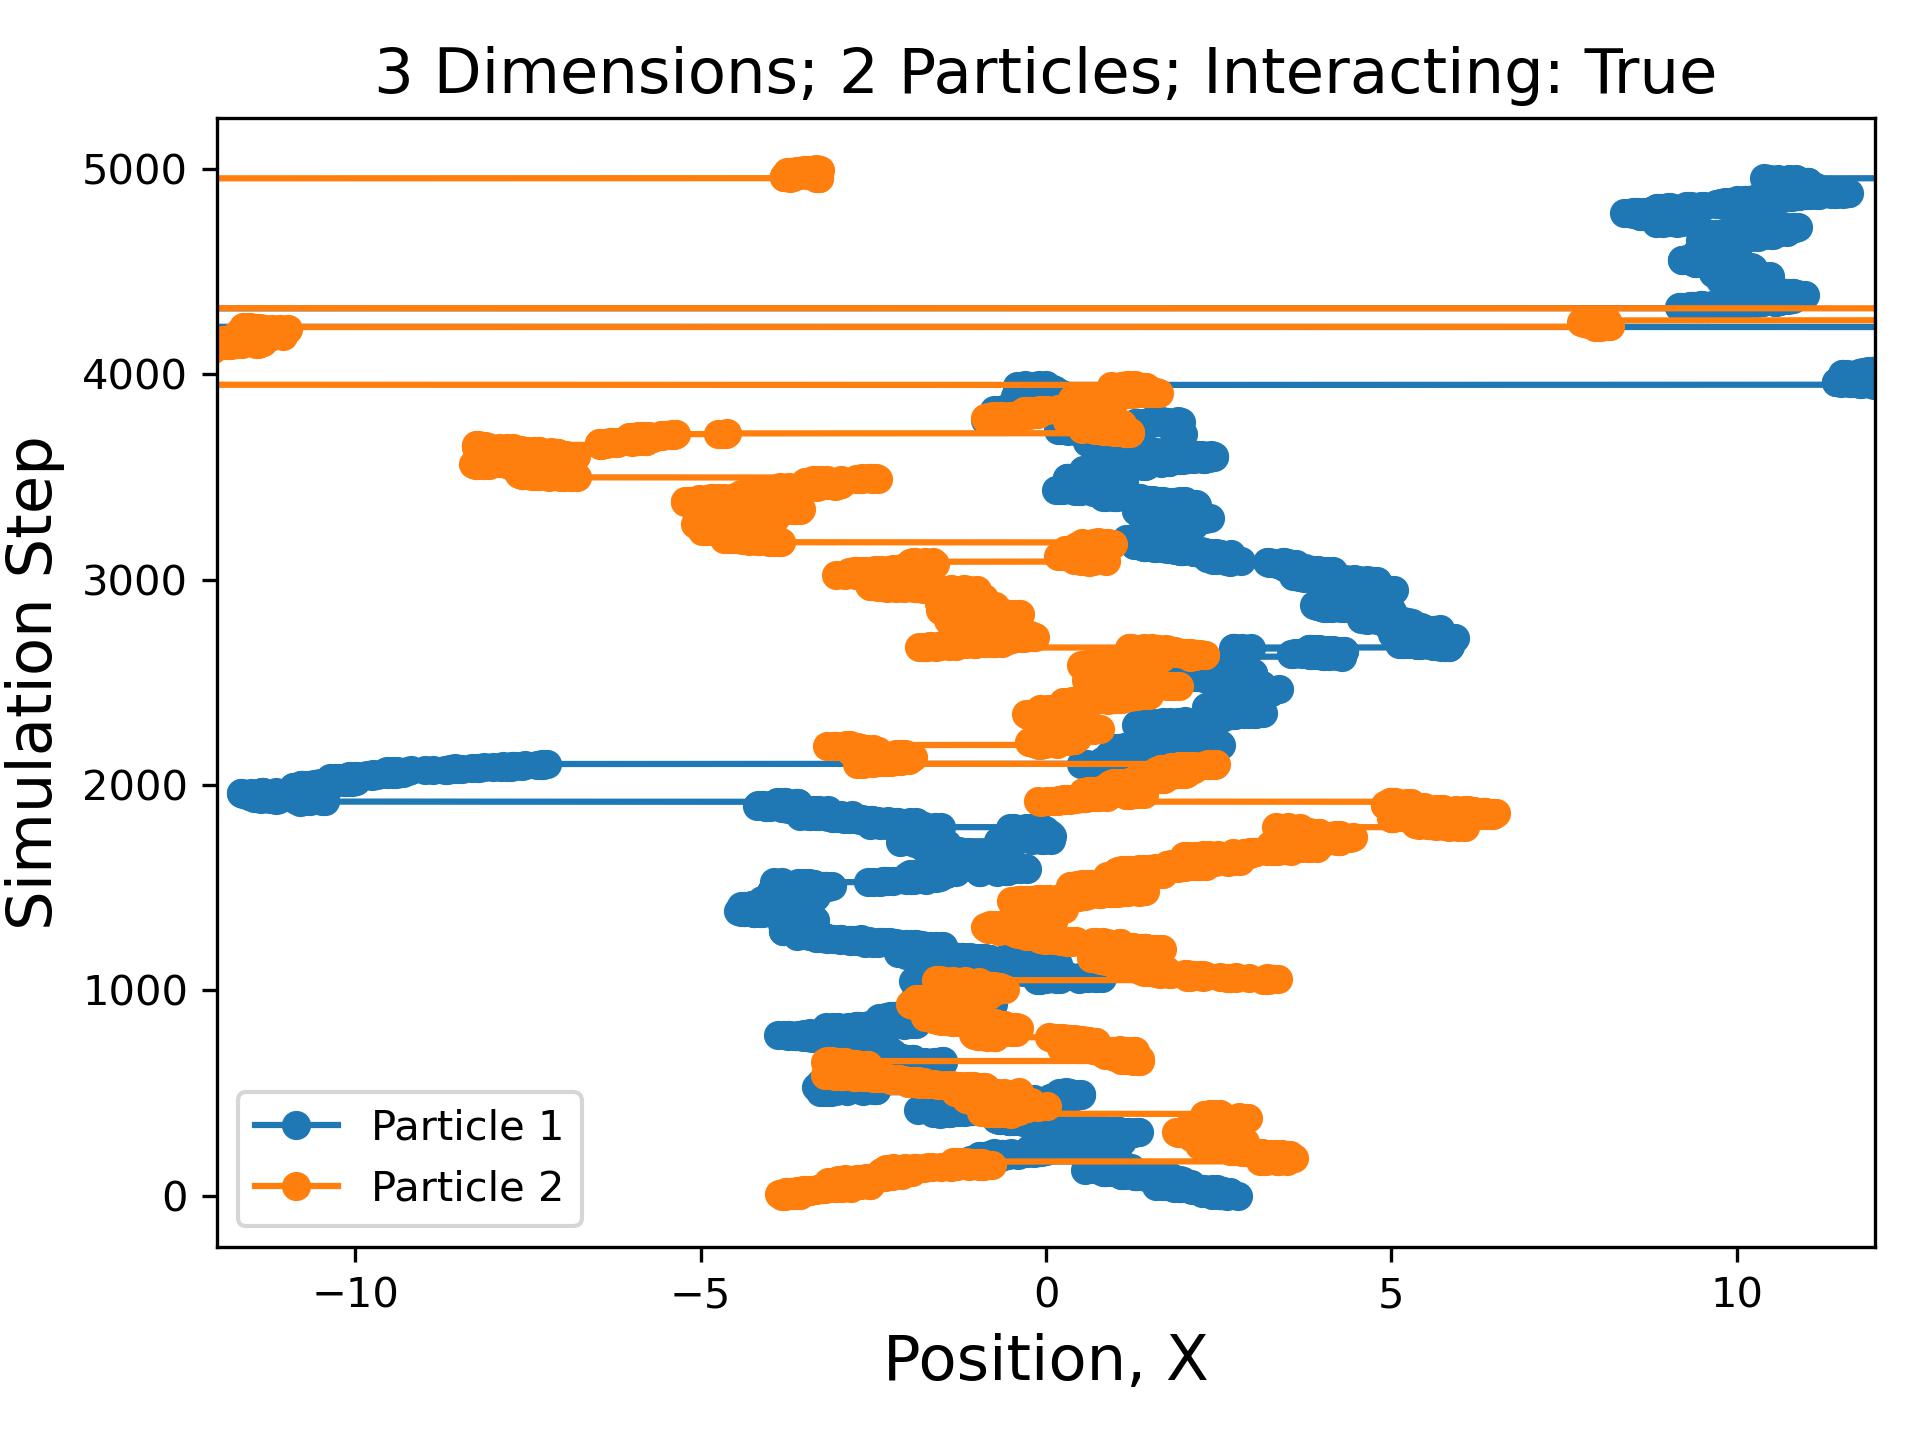 3 Dimensions; 2 Particles; Interacting: True
Simulation Step
5000
4000
3000
2000
1000
0
Particle 1
Particle 2
−10
−5
0
5
10
Position, X